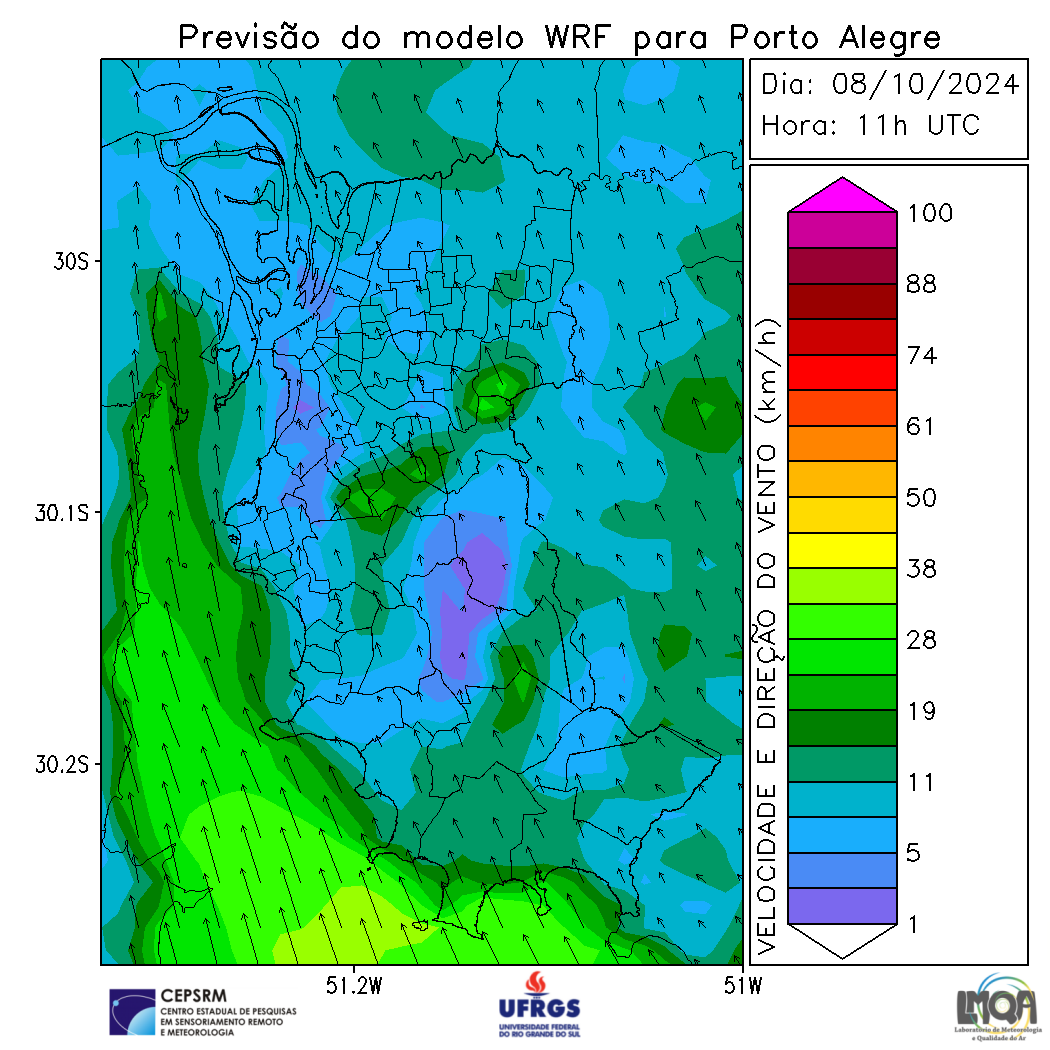 Previsão do modelo WRF para Porto Alegre
Dia: 08/10/2024
Hora: 11h UTC
30S
30.1S
30.2S
51.2W
51W
VELOCIDADE E DIREÇÃO DO VENTO (km/h)
100
88
74
61
50
38
28
19
11
5
1
CEPSRM
CENTRO ESTADUAL DE PESQUISAS
EM SENSORIAMENTO REMOTO
E METEOROLOGIA
UFRGS
UNIVERSIDADE FEDERAL
DO RIO GRANDE DO SUL
LMQA
Laboratório de Meteorologia
e Qualidade do Ar